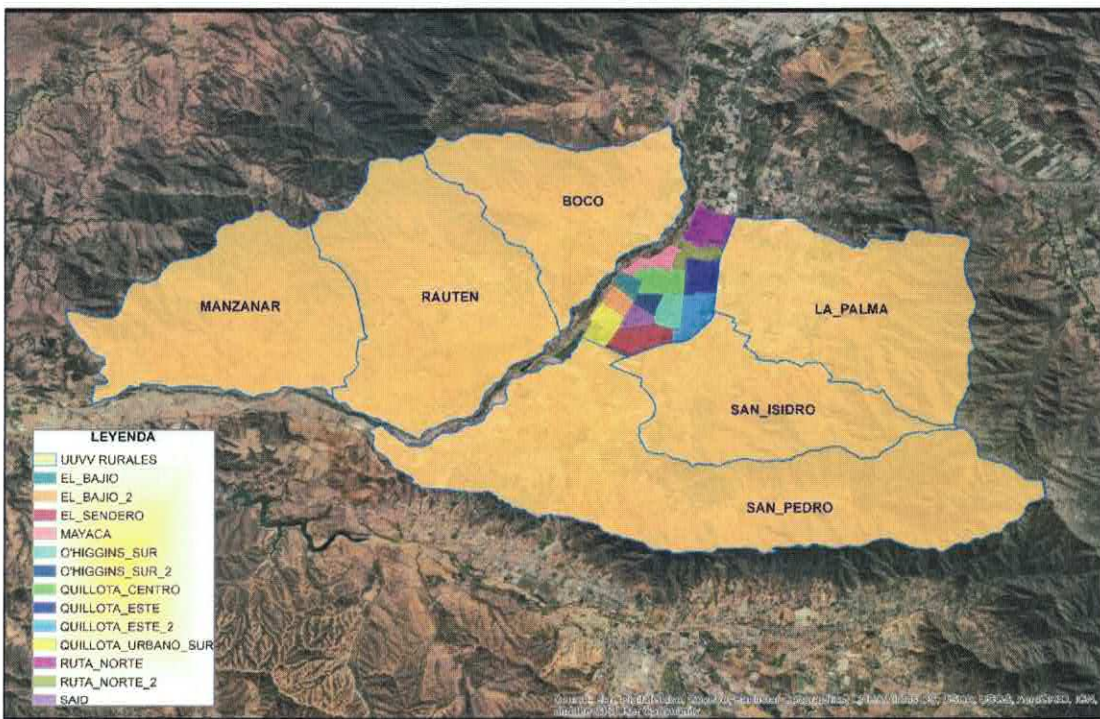 BOCO
RAUTEN
MANZANAR
LA_PALMA
SAN_ISIDRO
SAN_PEDRO
LEYENDA
UUVV RURALES
EL_BAJIO
EL_BAJIO_2
EL_SENDERO
MAYACA
O'HIGGINS_SUR
O'HIGGINS_SUR_2
QUILLOTA_CENTRO
QUILLOTA_ESTE
QUILLOTA_ESTE_2
QUILLOTA_URBANO_SUR
RUTA_NORTE
RUTA_NORTE_2
SAID